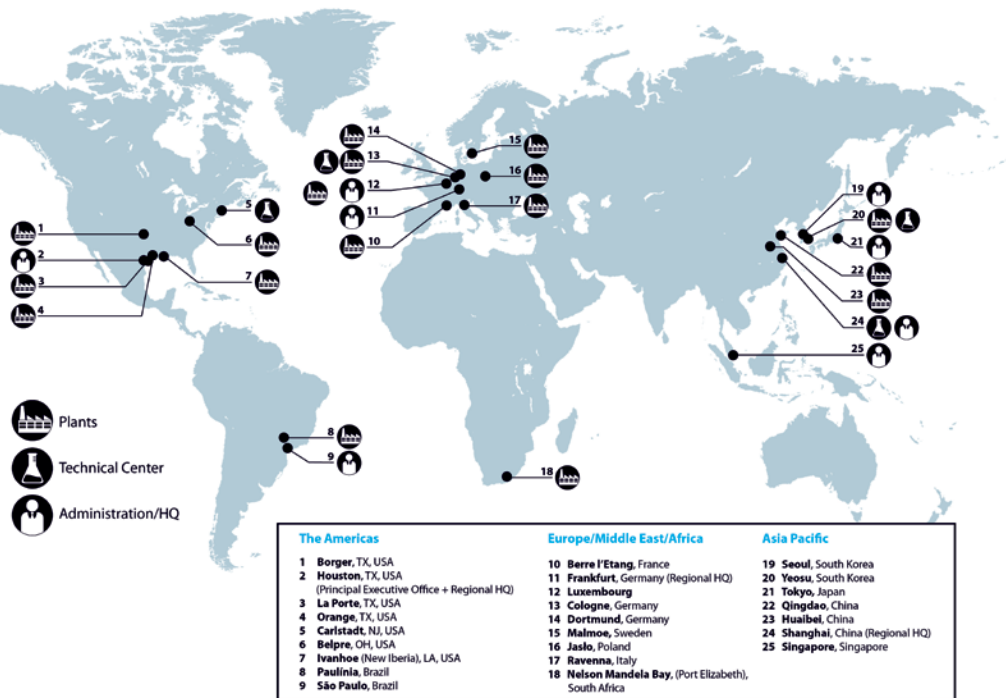 14
13
12
11
10
15
16
17
5
6
7
1
2
3
4
19
20
21
22
23
24
25
8
9
18
Plants
Technical Center
Administration/HQ
The Americas
1 Borger, TX, USA
2 Houston, TX, USA
(Principal Executive Office + Regional HQ)
3 La Porte, TX, USA
4 Orange, TX, USA
5 Carlstadt, NJ, USA
6 Belpre, OH, USA
7 Ivanhoe (New Iberia), LA, USA
8 Paulínia, Brazil
9 São Paulo, Brazil
Europe/Middle East/Africa
10 Berre l'Etang, France
11 Frankfurt, Germany (Regional HQ)
12 Luxembourg
13 Cologne, Germany
14 Dortmund, Germany
15 Malmoe, Sweden
16 Jasło, Poland
17 Ravenna, Italy
18 Nelson Mandela Bay, (Port Elizabeth),
South Africa
Asia Pacific
19 Seoul, South Korea
20 Yeosu, South Korea
21 Tokyo, Japan
22 Qingdao, China
23 Huaibei, China
24 Shanghai, China (Regional HQ)
25 Singapore, Singapore